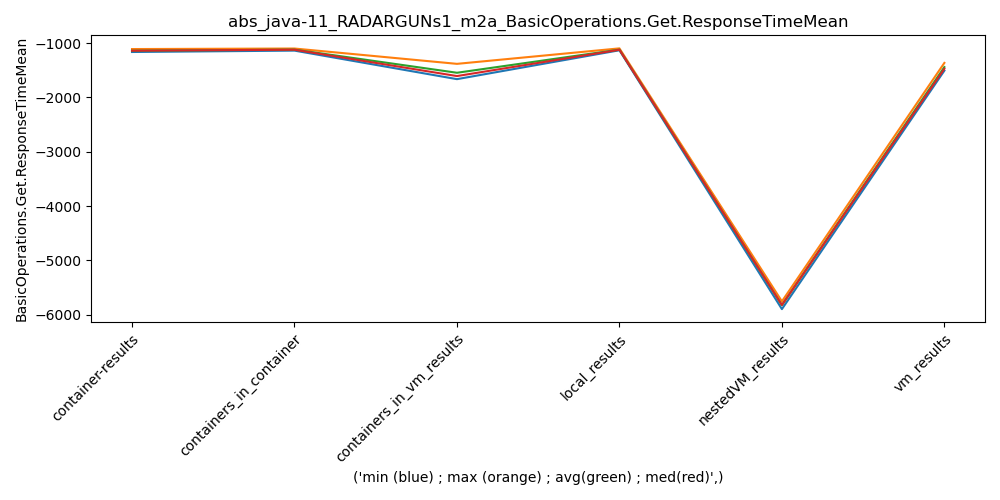 abs_java-11_RADARGUNs1_m2a_BasicOperations.Get.ResponseTimeMean
BasicOperations.Get.ResponseTimeMean
−1000
−2000
−3000
−4000
−5000
−6000
container-results
containers_in_container
containers_in_vm_results
local_results
nestedVM_results
vm_results
('min (blue) ; max (orange) ; avg(green) ; med(red)',)